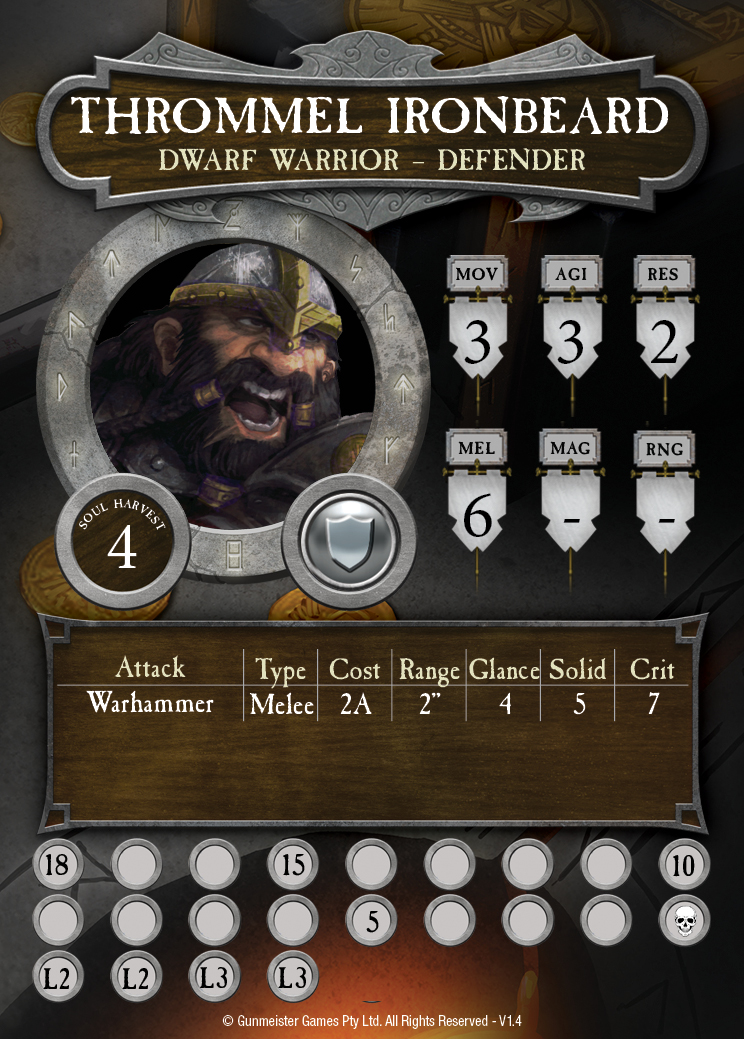 THROMMEL IRONBEARD
DWARF WARRIOR – DEFENDER
MOV AGI RES
3 3 2
MEL MAG RNG
6 - -
SOUL HARVEST
4
Attack Type Cost Range Glance Solid Crit
Warhammer Melee 2A 2” 4 5 7
18 15 10
5
L2 L2 L3 L3
© Gunmeister Games Pty Ltd. All Rights Reserved - V1.4